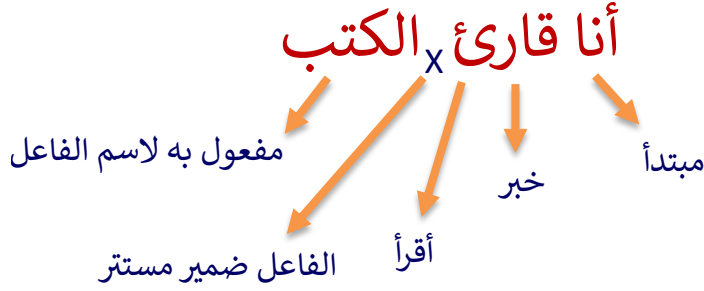 أنا قارئ x الكتب
مبتدأ
خبر
أقرأ
الفاعل ضمير مستتر
مفعول به لاسم الفاعل